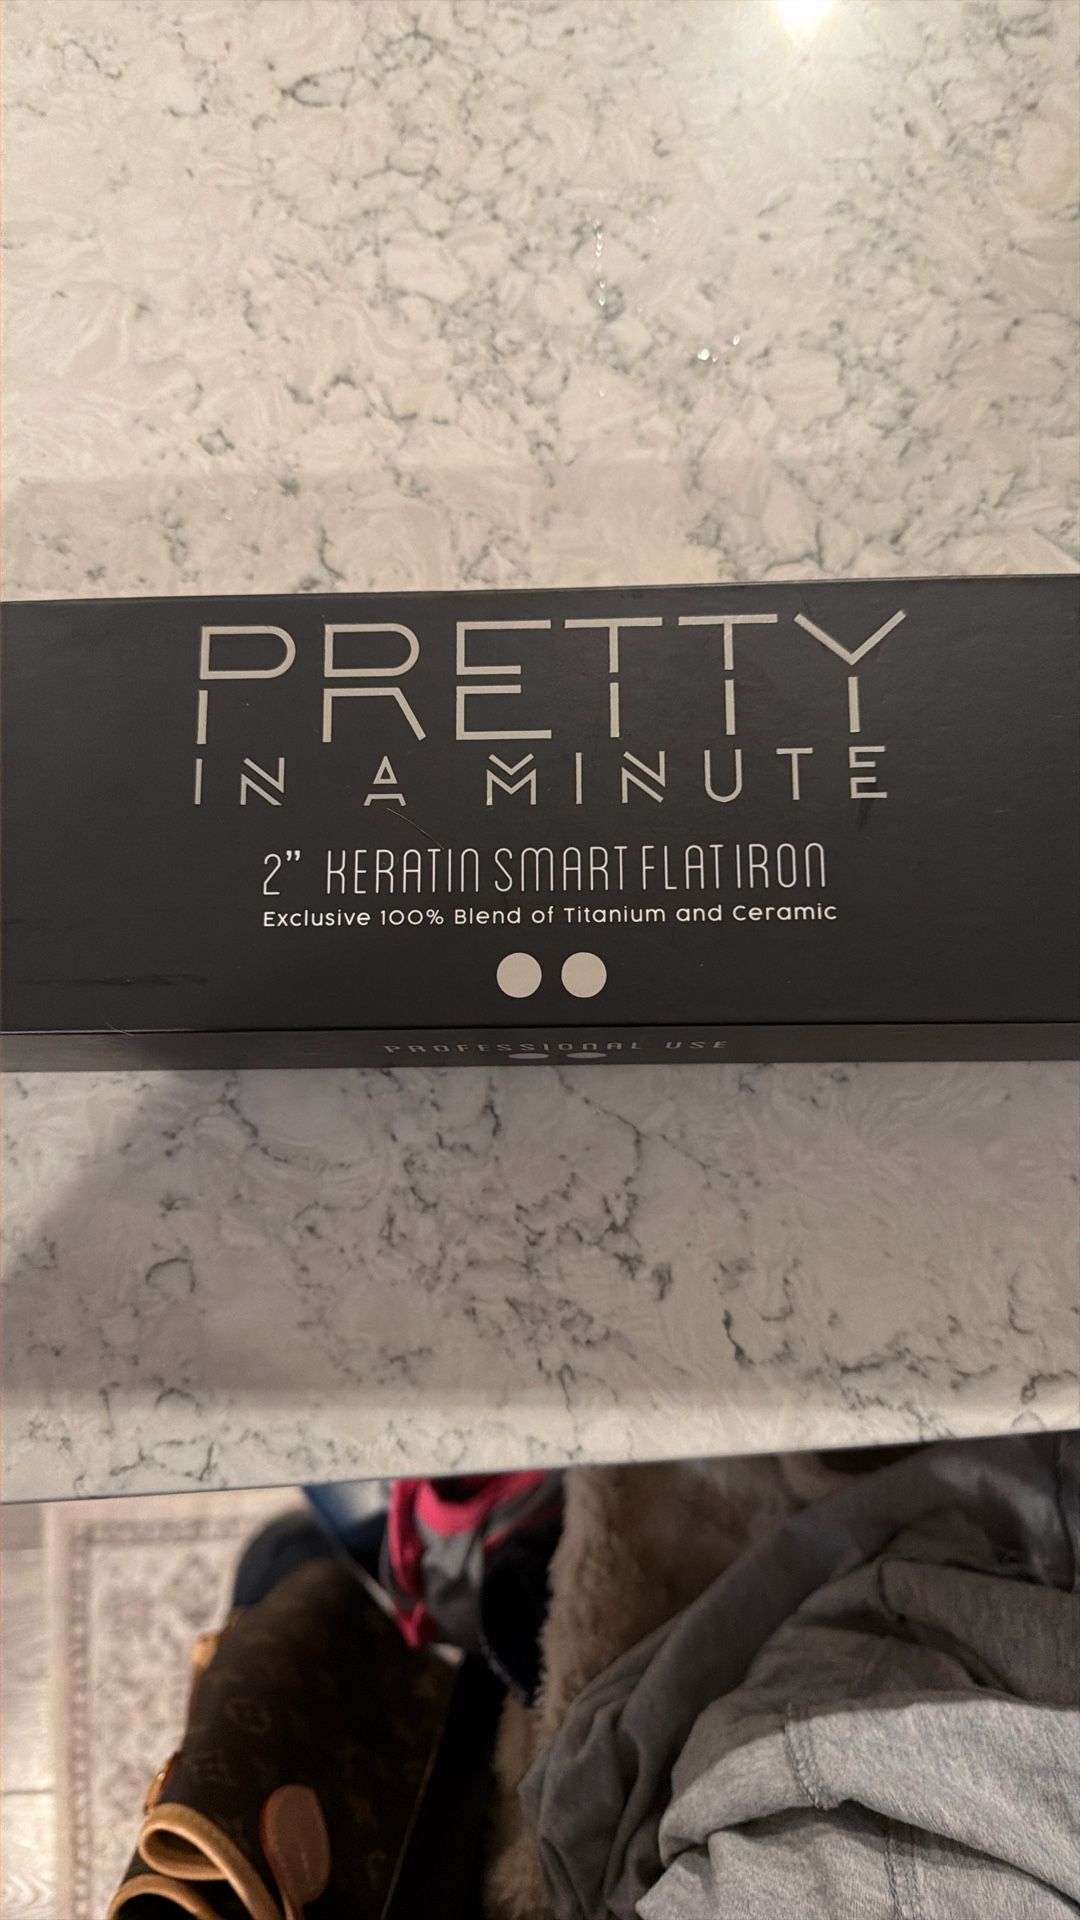 PRETTY
IN A MINUTE
2” KERATIN SMART FLAT IRON
Exclusive 100% Blend of Titanium and Ceramic
PROFESSIONAL USE